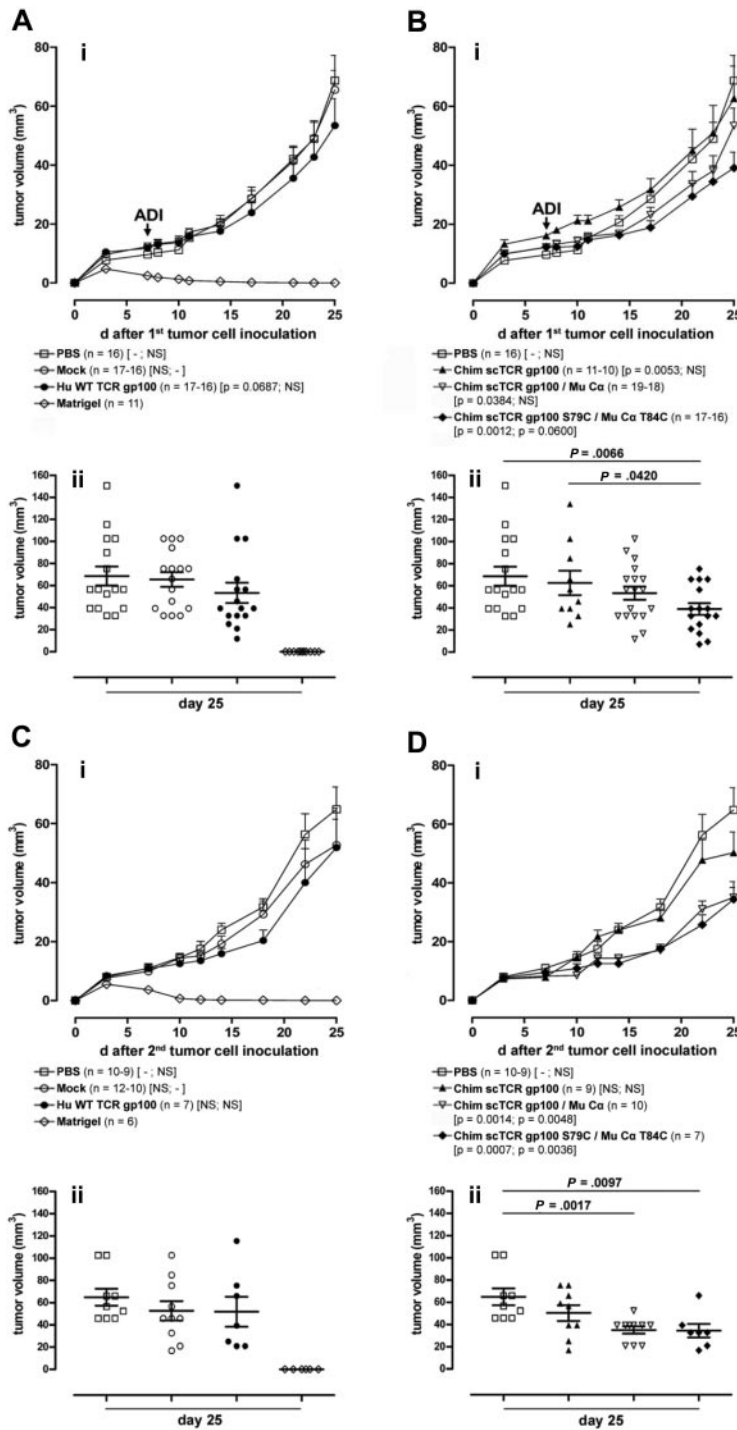 A
i
80
60
40
20
0
tumor volume (mm³)
ADI
0 5 10 15 20 25
d after 1st tumor cell inoculation
PBS (n = 16) [ - ; NS]
Mock (n = 17-16) [NS; - ]
Hu WT TCR gp100 (n = 17-16) [p = 0.0687; NS]
Matrigel (n = 11)
ii
160
140
120
100
80
60
40
20
0
tumor volume (mm³)
day 25
B
i
80
60
40
20
0
tumor volume (mm³)
ADI
0 5 10 15 20 25
d after 1st tumor cell inoculation
PBS (n = 16) [ - ; NS]
Chim scTCR gp100 (n = 11-10) [p = 0.0053; NS]
Chim scTCR gp100 / Mu Cα (n = 19-18)
[p = 0.0384; NS]
Chim scTCR gp100 S79C / Mu Cα T84C (n = 17-16)
[p = 0.0012; p = 0.0600]
ii
P = .0066
P = .0420
160
140
120
100
80
60
40
20
0
tumor volume (mm³)
day 25
C
i
80
60
40
20
0
tumor volume (mm³)
0 5 10 15 20 25
d after 2nd tumor cell inoculation
PBS (n = 10-9) [ - ; NS]
Mock (n = 12-10) [NS; - ]
Hu WT TCR gp100 (n = 7) [NS; NS]
Matrigel (n = 6)
ii
160
140
120
100
80
60
40
20
0
tumor volume (mm³)
day 25
D
i
80
60
40
20
0
tumor volume (mm³)
0 5 10 15 20 25
d after 2nd tumor cell inoculation
PBS (n = 10-9) [ - ; NS]
Chim scTCR gp100 (n = 9) [NS; NS]
Chim scTCR gp100 / Mu Cα (n = 10)
[p = 0.0014; p = 0.0048]
Chim scTCR gp100 S79C / Mu Cα T84C (n = 7)
[p = 0.0007; p = 0.0036]
ii
P = .0097
P = .0017
160
140
120
100
80
60
40
20
0
tumor volume (mm³)
day 25